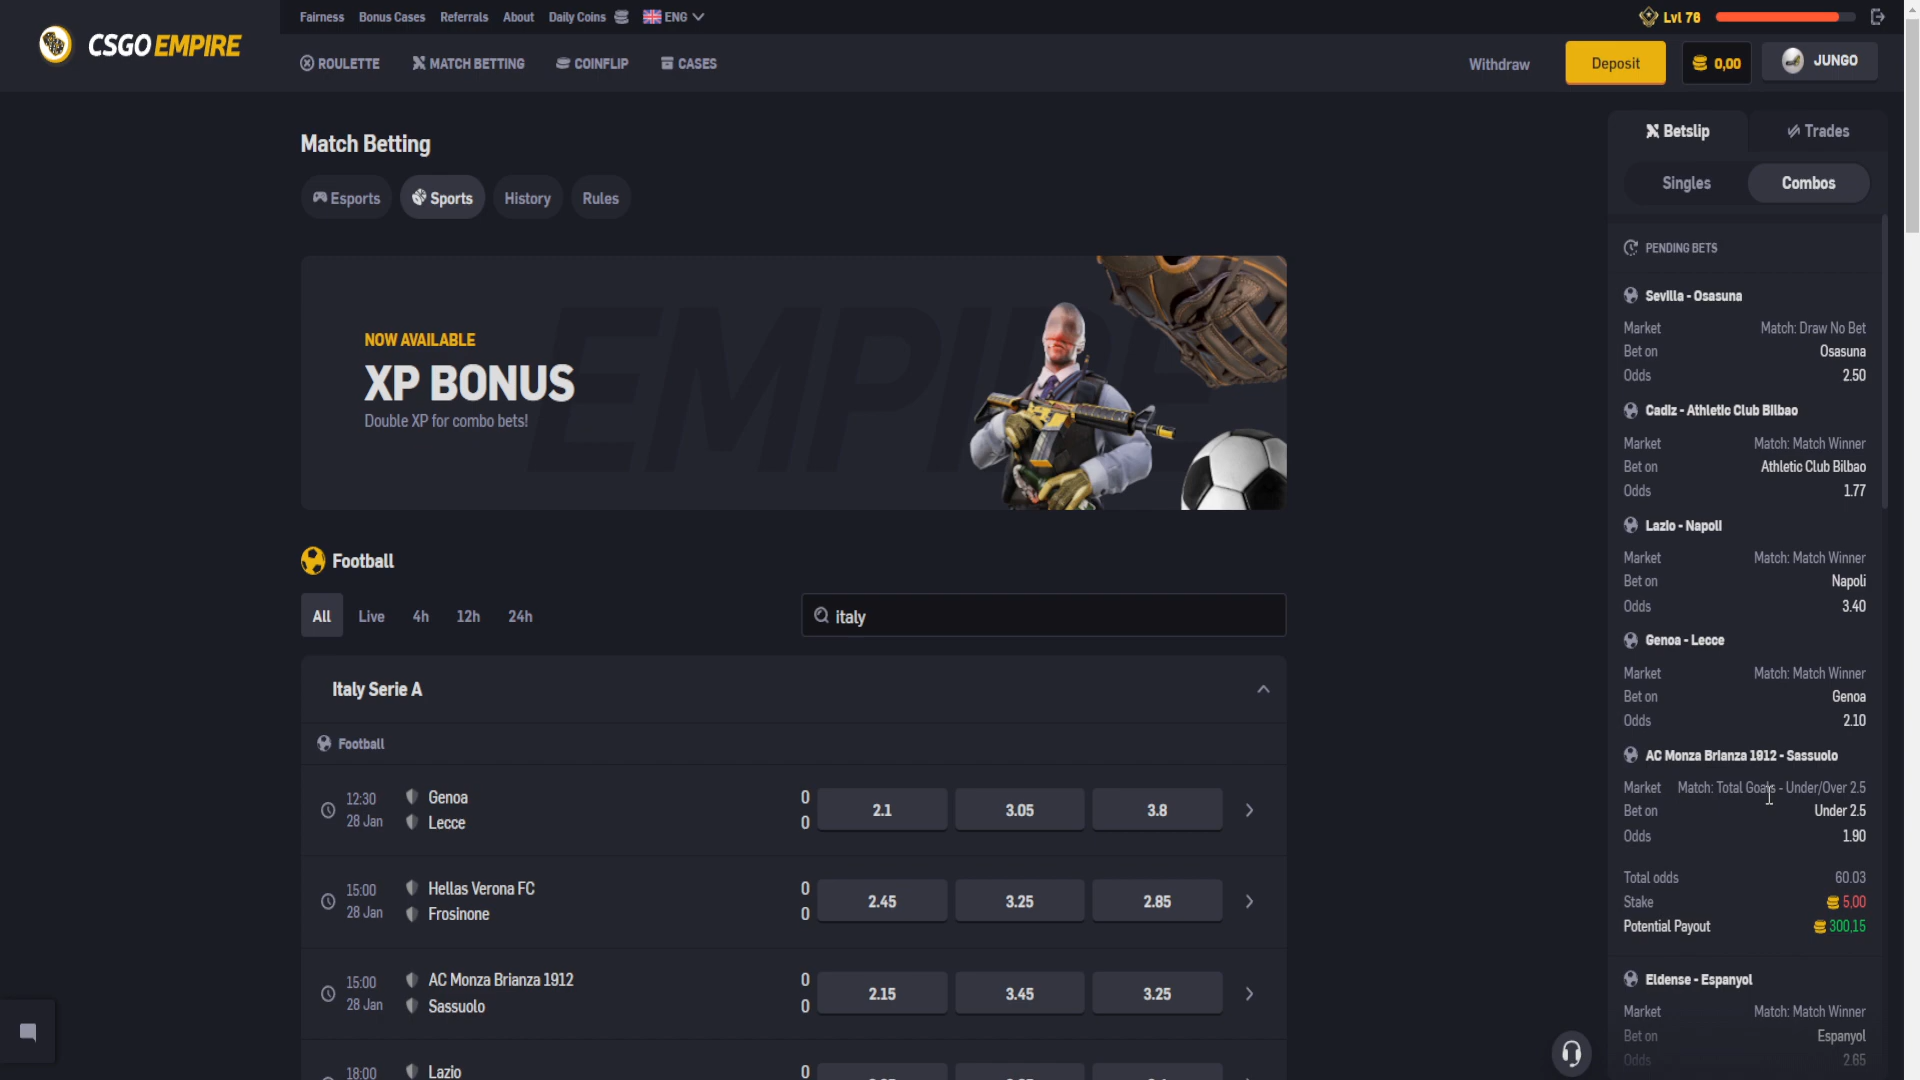 Fairness Bonus Cases Referrals About Daily Coins ENG
Lvl 76
CSGOEMPIRE
ROULETTE MATCH BETTING COINFLIP CASES
Withdraw Deposit 0,00 JUNGO
Match Betting
Esports Sports History Rules
EMPIRE
NOW AVAILABLE
XP BONUS
Double XP for combo bets!
Football
All Live 4h 12h 24h
italy
Italy Serie A
Football
12:30
28 Jan
Genoa 0
Lecce 0
2.1 3.05 3.8
15:00
28 Jan
Hellas Verona FC 0
Frosinone 0
2.45 3.25 2.85
15:00
28 Jan
AC Monza Brianza 1912 0
Sassuolo 0
2.15 3.45 3.25
18:00 Lazio 0
Betslip Trades
Singles Combos
PENDING BETS
Sevilla - Osasuna
Market Match: Draw No Bet
Bet on Osasuna
Odds 2.50
Cadiz - Athletic Club Bilbao
Market Match: Match Winner
Bet on Athletic Club Bilbao
Odds 1.77
Lazio - Napoli
Market Match: Match Winner
Bet on Napoli
Odds 3.40
Genoa - Lecce
Market Match: Match Winner
Bet on Genoa
Odds 2.10
AC Monza Brianza 1912 - Sassuolo
Market Match: Total Goals - Under/Over 2.5
Bet on Under 2.5
Odds 1.90
Total odds 60.03
Stake 5,00
Potential Payout 300,15
Eldense - Espanyol
Market Match: Match Winner
Bet on Espanyol
Odds 2.65